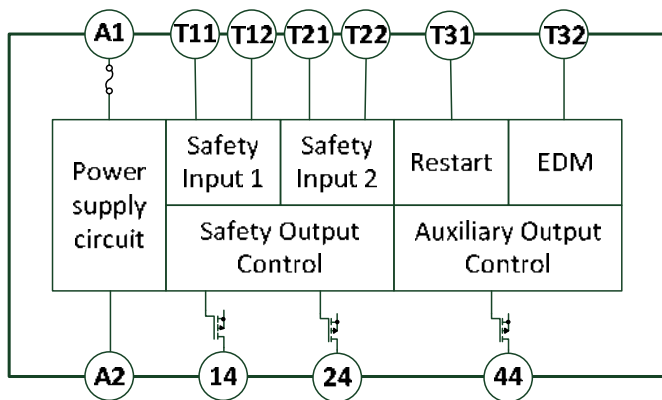 A1 T11 T12 T21 T22 T31 T32
Power
supply
circuit
Safety
Input 1
Safety
Input 2
Restart
EDM
Safety Output
Control
Auxiliary Output
Control
A2 14 24 44